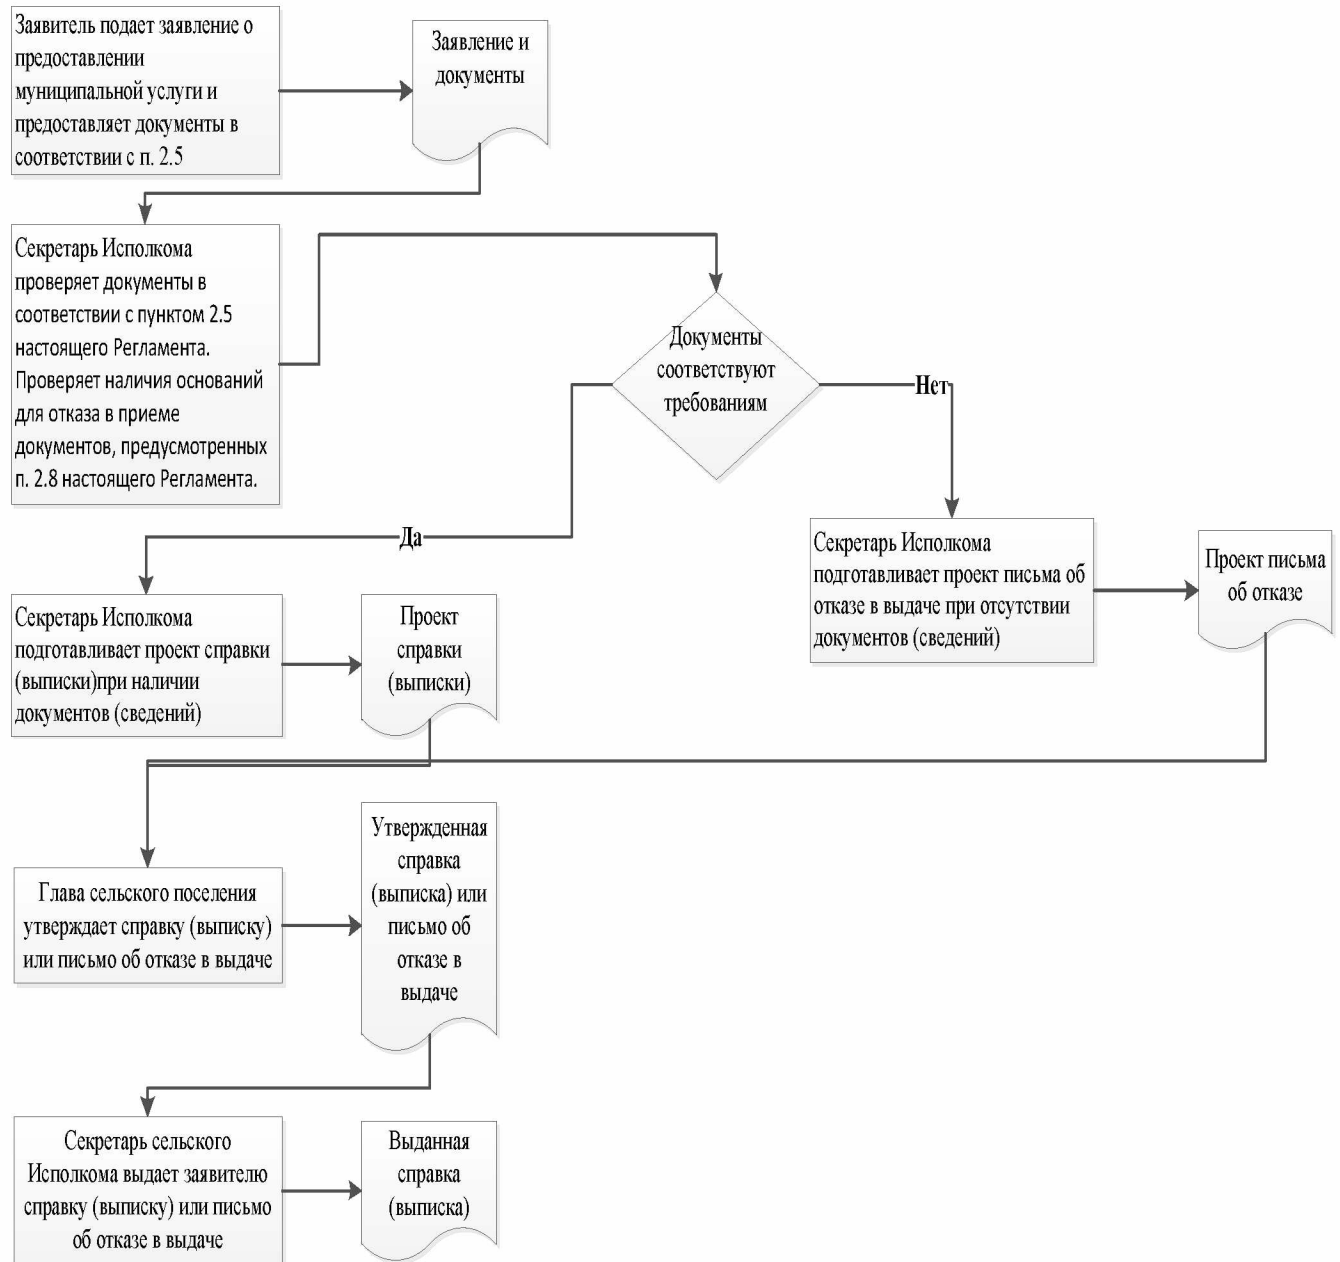 Заявитель подает заявление о
предоставлении
муниципальной услуги и
предоставляет документы в
соответствии с п. 2.5
Заявление и
документы
Секретарь Исполкома
проверяет документы в
соответствии с пунктом 2.5
настоящего Регламента.
Проверяет наличия оснований
для отказа в приеме
документов, предусмотренных
п. 2.8 настоящего Регламента.
Документы
соответствуют
требованиям
Нет
Да
Секретарь Исполкома
подготавливает проект письма об
отказе в выдаче при отсутствии
документов (сведений)
Проект письма
об отказе
Секретарь Исполкома
подготавливает проект справки
(выписки)при наличии
документов (сведений)
Проект
справки
(выписки)
Глава сельского поселения
утверждает справку (выписку)
или письмо об отказе в выдаче
Утвержденная
справка
(выписка) или
письмо об
отказе в
выдаче
Секретарь сельского
Исполкома выдает заявителю
справку (выписку) или письмо
об отказе в выдаче
Выданная
справка
(выписка)